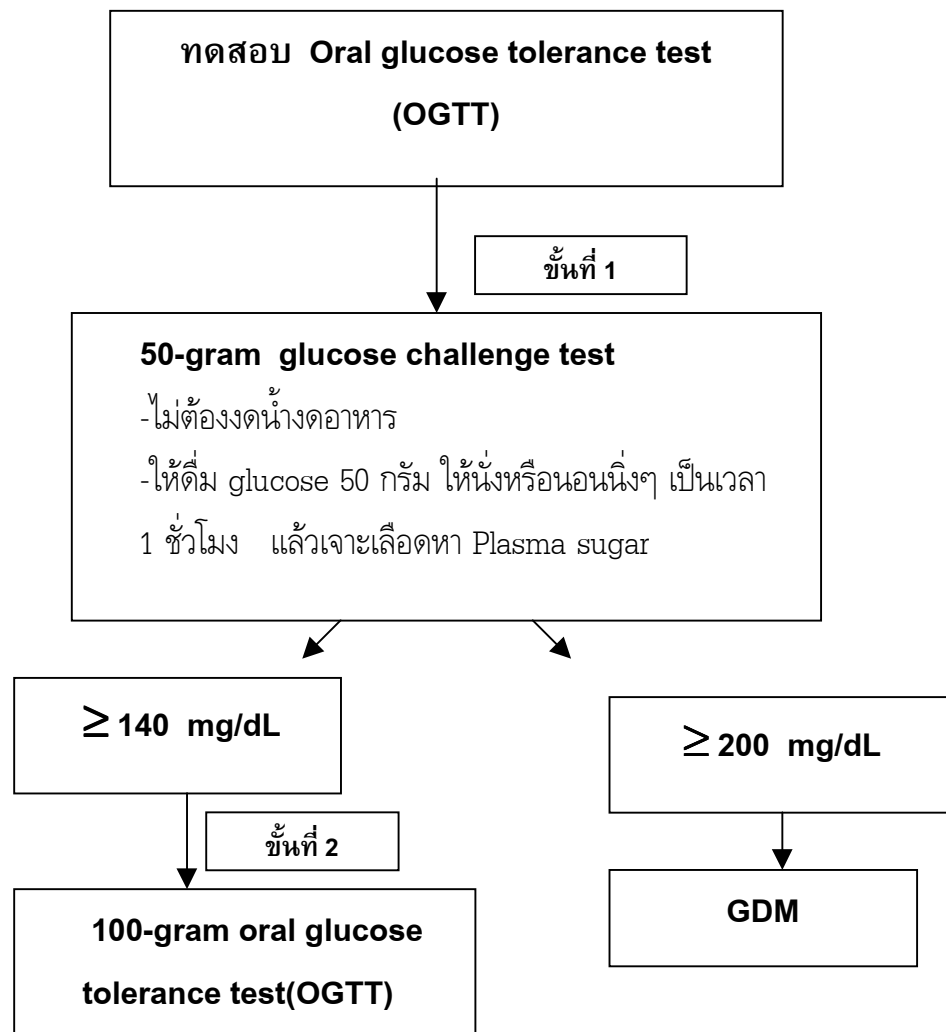 ทดสอบ Oral glucose tolerance test
(OGTT)
ขั้นที่ 1
50-gram glucose challenge test
-ไม่ต้องงดน้ำงดอาหาร
-ให้ดื่ม glucose 50 กรัม ให้นั่งหรือนอนนิ่งๆ เป็นเวลา
1 ชั่วโมง แล้วเจาะเลือดหา Plasma sugar
≥ 140 mg/dL
≥ 200 mg/dL
ขั้นที่ 2
GDM
100-gram oral glucose
tolerance test(OGTT)